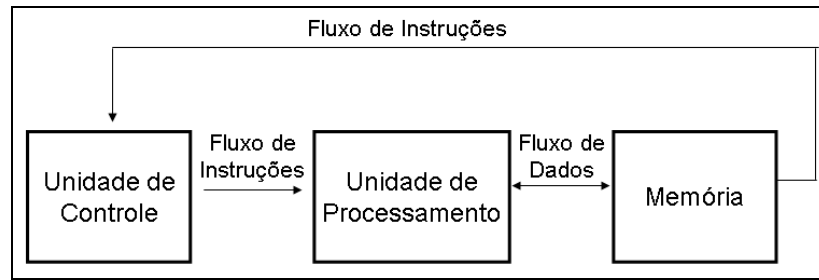 Fluxo de Instruções
Unidade de
Controle
Fluxo de
Instruções
Unidade de
Processamento
Fluxo de
Dados
Memória